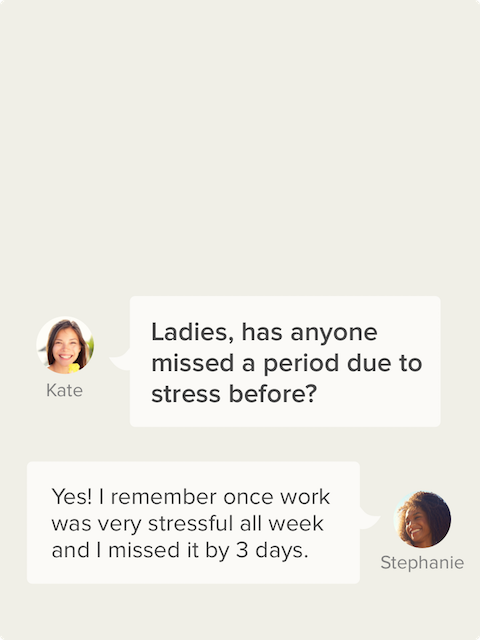 Ladies, has anyone
missed a period due to
stress before?
Kate
Yes! I remember once work
was very stressful all week
and I missed it by 3 days.
Stephanie